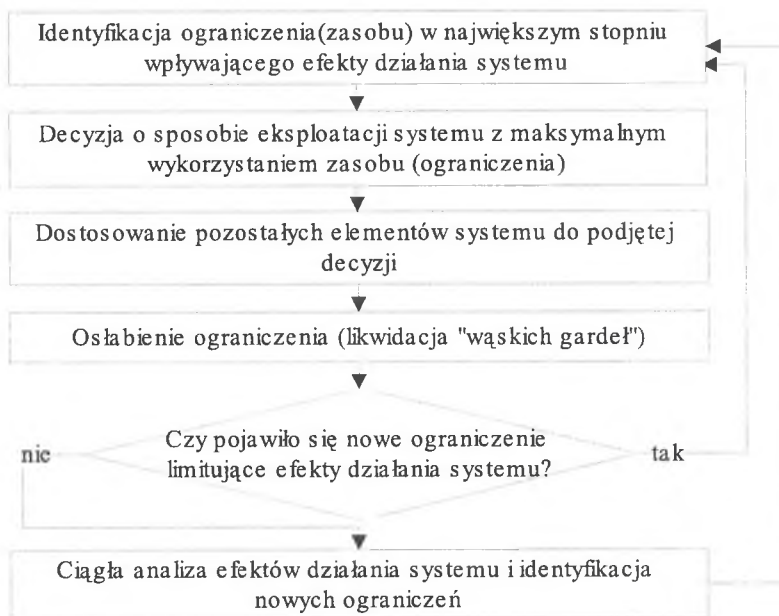 Identyfikacja ograniczenia(zasobu) w największym stopniu
wpływającego efekty działania systemu
Decyzja o sposobie eksploatacji systemu z maksymalnym
wykorzystaniem zasobu (ograniczenia)
Dostosowanie pozostałych elementów systemu do podjętej
decyzji
Osłabienie ograniczenia (likwidacja "wąskich gardeł")
Czy pojawiło się nowe ograniczenie
limitujące efekty działania systemu?
nie
tak
Ciągła analiza efektów działania systemu i identyfikacja
nowych ograniczeń